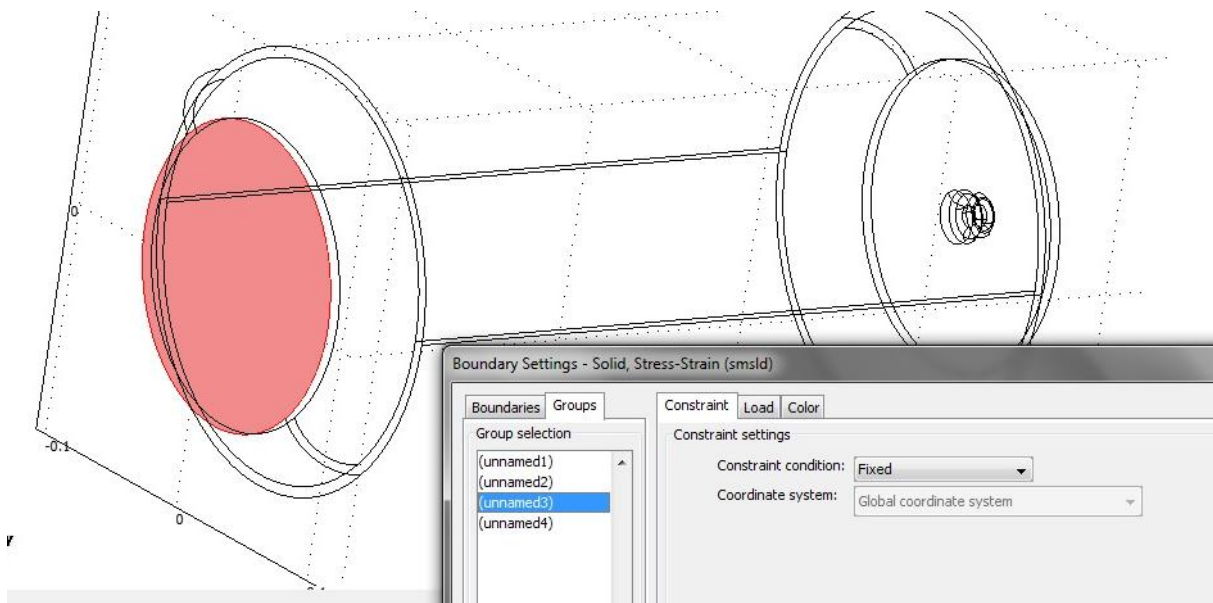 0
-0.1
0
Boundary Settings - Solid, Stress-Strain (smsld)
Boundaries Groups
Constraint Load Color
Group selection
Constraint settings
(unnamed1)
(unnamed2)
(unnamed3)
(unnamed4)
Constraint condition: Fixed
Coordinate system: Global coordinate system